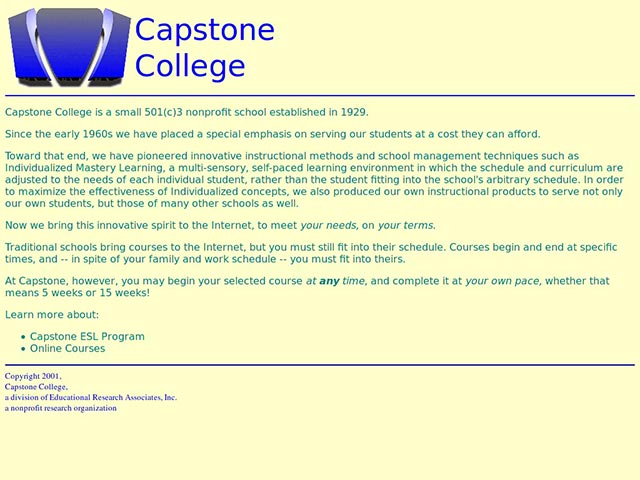 Capstone
College
Capstone College is a small 501(c)3 nonprofit school established in 1929.
Since the early 1960s we have placed a special emphasis on serving our students at a cost they can afford.
Toward that end, we have pioneered innovative instructional methods and school management techniques such as
Individualized Mastery Learning, a multi-sensory, self-paced learning environment in which the schedule and curriculum are
adjusted to the needs of each individual student, rather than the student fitting into the school's arbitrary schedule. In order
to maximize the effectiveness of Individualized concepts, we also produced our own instructional products to serve not only
our own students, but those of many other schools as well.
Now we bring this innovative spirit to the Internet, to meet your needs, on your terms.
Traditional schools bring courses to the Internet, but you must still fit into their schedule. Courses begin and end at specific
times, and -- in spite of your family and work schedule -- you must fit into theirs.
At Capstone, however, you may begin your selected course at any time, and complete it at your own pace, whether that
means 5 weeks or 15 weeks!
Learn more about:
• Capstone ESL Program
• Online Courses
Copyright 2001,
Capstone College,
a division of Educational Research Associates, Inc.
a nonprofit research organization